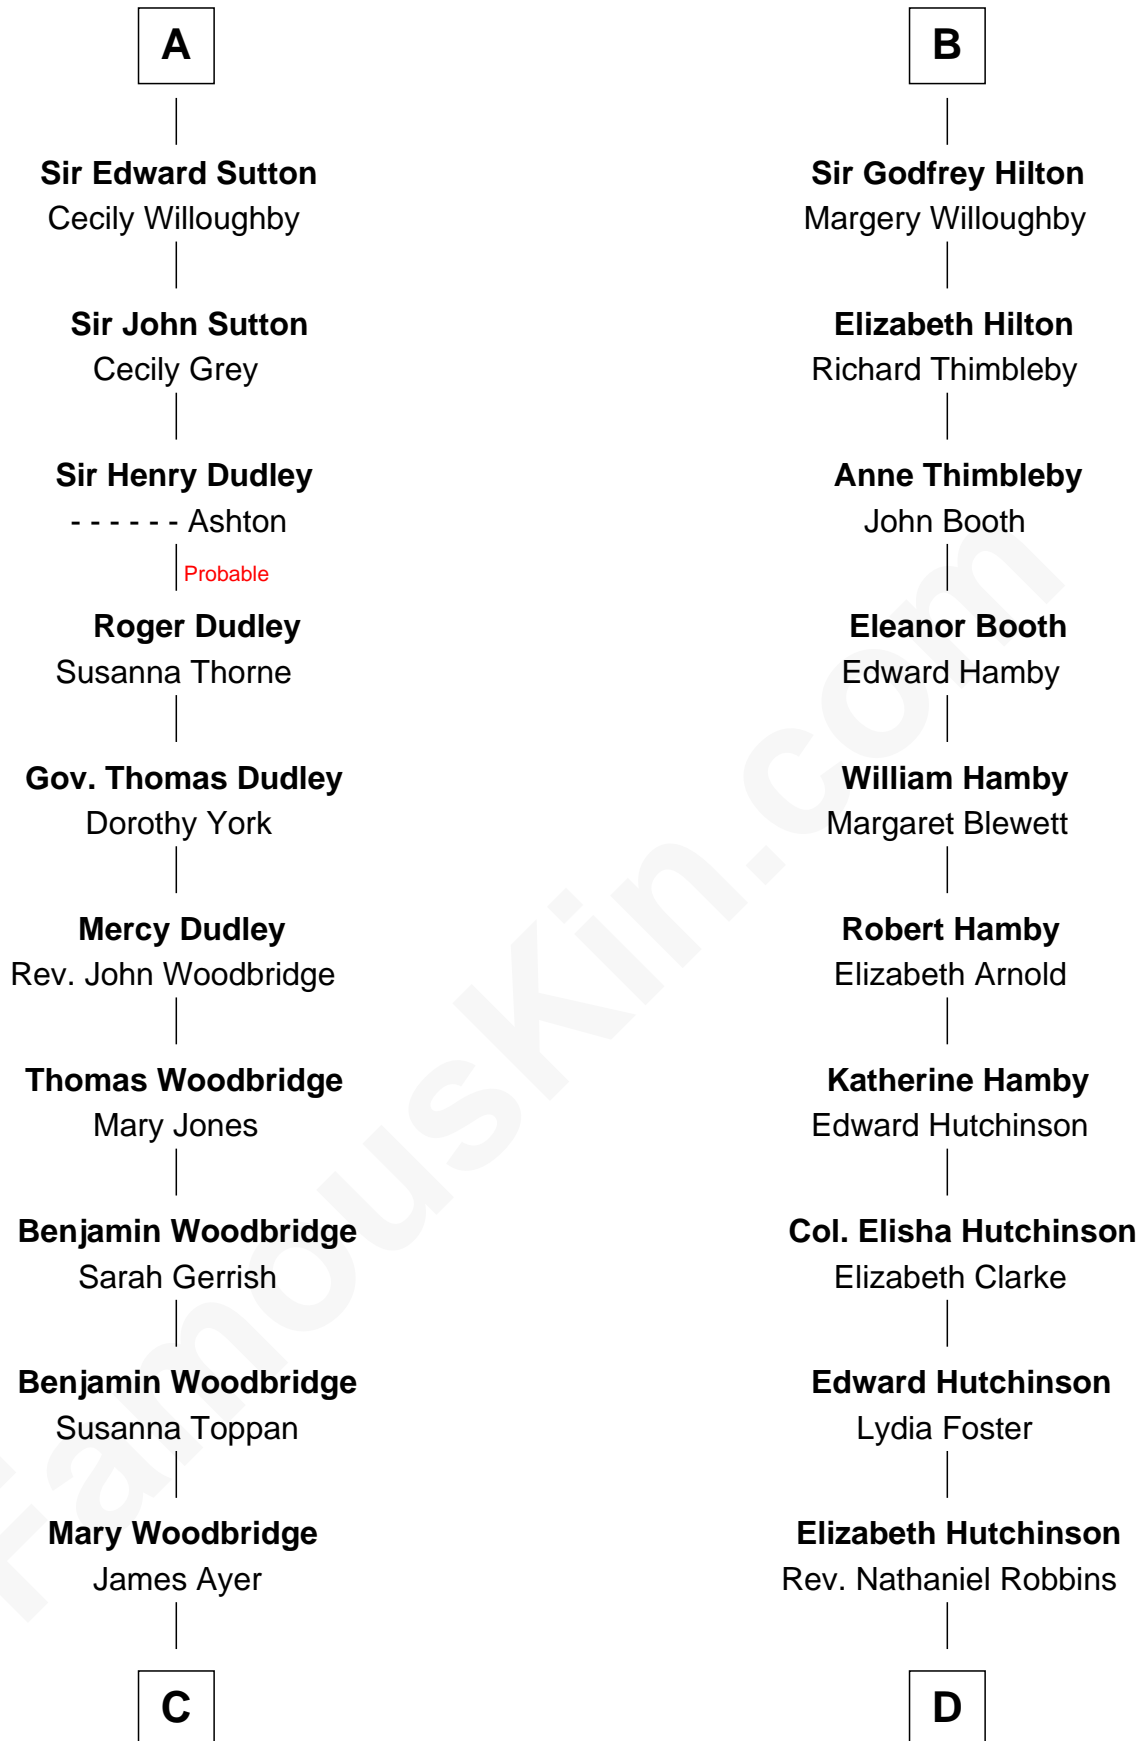 A
Sir Edward Sutton
Cecily Willoughby
Sir John Sutton
Cecily Grey
Sir Henry Dudley
- - - - - - Ashton
Probable
Roger Dudley
Susanna Thorne
Gov. Thomas Dudley
Dorothy York
Mercy Dudley
Rev. John Woodbridge
Thomas Woodbridge
Mary Jones
Benjamin Woodbridge
Sarah Gerrish
Benjamin Woodbridge
Susanna Toppan
Mary Woodbridge
James Ayer
C
B
Sir Godfrey Hilton
Margery Willoughby
Elizabeth Hilton
Richard Thimbleby
Anne Thimbleby
John Booth
Eleanor Booth
Edward Hamby
William Hamby
Margaret Blewett
Robert Hamby
Elizabeth Arnold
Katherine Hamby
Edward Hutchinson
Col. Elisha Hutchinson
Elizabeth Clarke
Edward Hutchinson
Lydia Foster
Elizabeth Hutchinson
Rev. Nathaniel Robbins
D
FamousKin.com